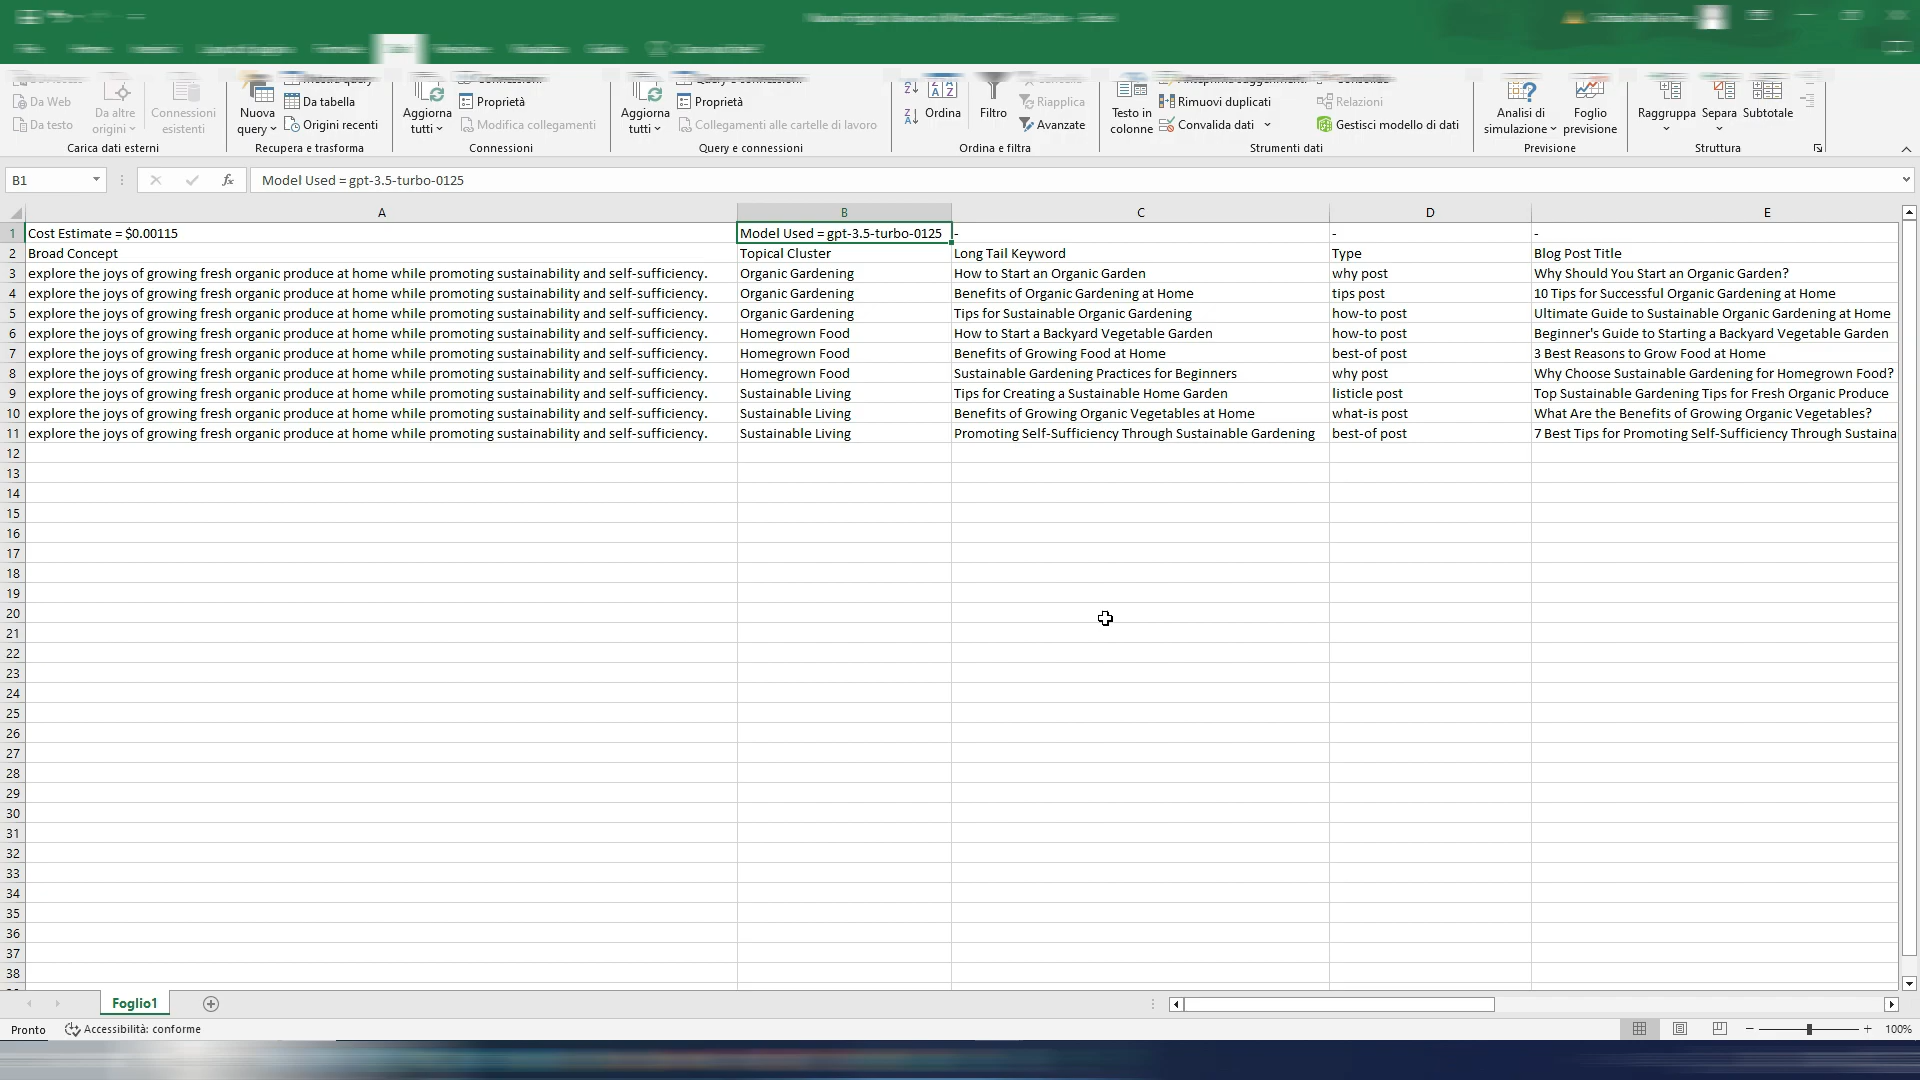 Da Web
Da testo
Da altre
origini
Connessioni
esistenti
Carica dati esterni
Nuova
query
Da tabella
Origini recenti
Recupera e trasforma
Aggiorna
tutti
Proprietà
Modifica collegamenti
Connessioni
Aggiorna
tutti
Proprietà
Collegamenti alle cartelle di lavoro
Query e connessioni
Ordina
Filtro
Riapplica
Avanzate
Ordina e filtra
Testo in
colonne
Rimuovi duplicati
Convalida dati
Relazioni
Gestisci modello di dati
Strumenti dati
Analisi di
simulazione
Foglio
previsione
Previsione
Raggruppa
Separa
Subtotale
Struttura
B1 fx Model Used = gpt-3.5-turbo-0125
A B C D E
1 Cost Estimate = $0.00115 Model Used = gpt-3.5-turbo-0125 - - -
2 Broad Concept Topical Cluster Long Tail Keyword Type Blog Post Title
3 explore the joys of growing fresh organic produce at home while promoting sustainability and self-sufficiency. Organic Gardening How to Start an Organic Garden why post Why Should You Start an Organic Garden?
4 explore the joys of growing fresh organic produce at home while promoting sustainability and self-sufficiency. Organic Gardening Benefits of Organic Gardening at Home tips post 10 Tips for Successful Organic Gardening at Home
5 explore the joys of growing fresh organic produce at home while promoting sustainability and self-sufficiency. Organic Gardening Tips for Sustainable Organic Gardening how-to post Ultimate Guide to Sustainable Organic Gardening at Home
6 explore the joys of growing fresh organic produce at home while promoting sustainability and self-sufficiency. Homegrown Food How to Start a Backyard Vegetable Garden how-to post Beginner's Guide to Starting a Backyard Vegetable Garden
7 explore the joys of growing fresh organic produce at home while promoting sustainability and self-sufficiency. Homegrown Food Benefits of Growing Food at Home best-of post 3 Best Reasons to Grow Food at Home
8 explore the joys of growing fresh organic produce at home while promoting sustainability and self-sufficiency. Homegrown Food Sustainable Gardening Practices for Beginners why post Why Choose Sustainable Gardening for Homegrown Food?
9 explore the joys of growing fresh organic produce at home while promoting sustainability and self-sufficiency. Sustainable Living Tips for Creating a Sustainable Home Garden listicle post Top Sustainable Gardening Tips for Fresh Organic Produce
10 explore the joys of growing fresh organic produce at home while promoting sustainability and self-sufficiency. Sustainable Living Benefits of Growing Organic Vegetables at Home what-is post What Are the Benefits of Growing Organic Vegetables?
11 explore the joys of growing fresh organic produce at home while promoting sustainability and self-sufficiency. Sustainable Living Promoting Self-Sufficiency Through Sustainable Gardening best-of post 7 Best Tips for Promoting Self-Sufficiency Through Sustaina
12
13
14
15
16
17
18
19
20
21
22
23
24
25
26
27
28
29
30
31
32
33
34
35
36
37
38
Foglio1
Pronto Accessibilità: conforme 100%